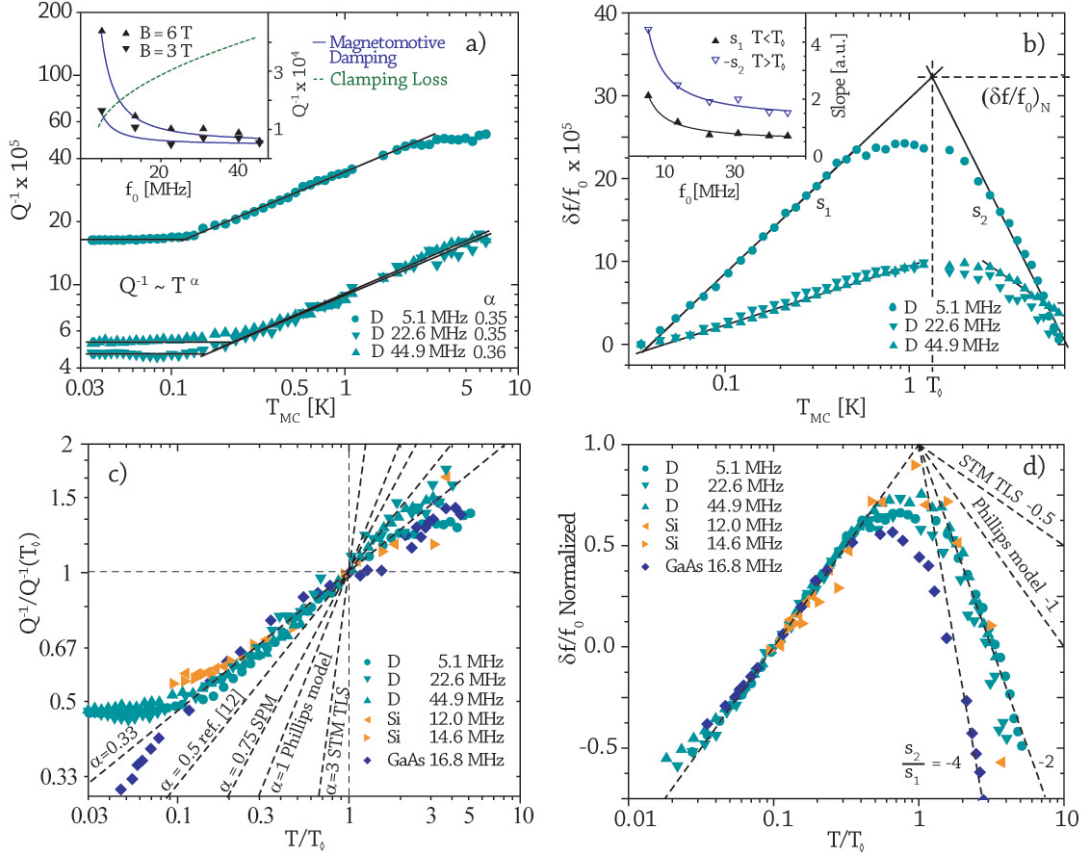 a)
B = 6 T
B = 3 T
Magnetomotive
Damping
Clamping Loss
3
1
Q⁻¹ x 10⁴
10 20 40
f₀ [MHz]
200
100
60
40
20
10
6
4
Q⁻¹ x 10⁵
Q⁻¹ ~ T^α
α
D 5.1 MHz 0.35
D 22.6 MHz 0.35
D 44.9 MHz 0.36
0.03 0.1 0.5 1 5 10
T_MC [K]
b)
s₁ T<T◊
-s₂ T>T◊
4
2
0
Slope [a.u.]
10 30
f₀ [MHz]
(δf/f₀)_N
40
30
20
10
0
δf/f₀ x 10⁵
s₁
s₂
D 5.1 MHz
D 22.6 MHz
D 44.9 MHz
0.1 1 T◊
T_MC [K]
c)
2
1.5
1
0.67
0.5
0.33
Q⁻¹/Q⁻¹(T◊)
α=0.33
α = 0.5 ref. [12]
α = 0.75 SPM
α=1 Phillips model
α=3 STM TLS
D 5.1 MHz
D 22.6 MHz
D 44.9 MHz
Si 12.0 MHz
Si 14.6 MHz
GaAs 16.8 MHz
0.03 0.1 0.5 1 5 10
T/T◊
d)
D 5.1 MHz
D 22.6 MHz
D 44.9 MHz
Si 12.0 MHz
Si 14.6 MHz
GaAs 16.8 MHz
STM TLS -0.5
Phillips model -1
1.0
0.5
0.0
-0.5
δf/f₀ Normalized
s₂/s₁ = -4
-2
0.01 0.1 1 10
T/T◊